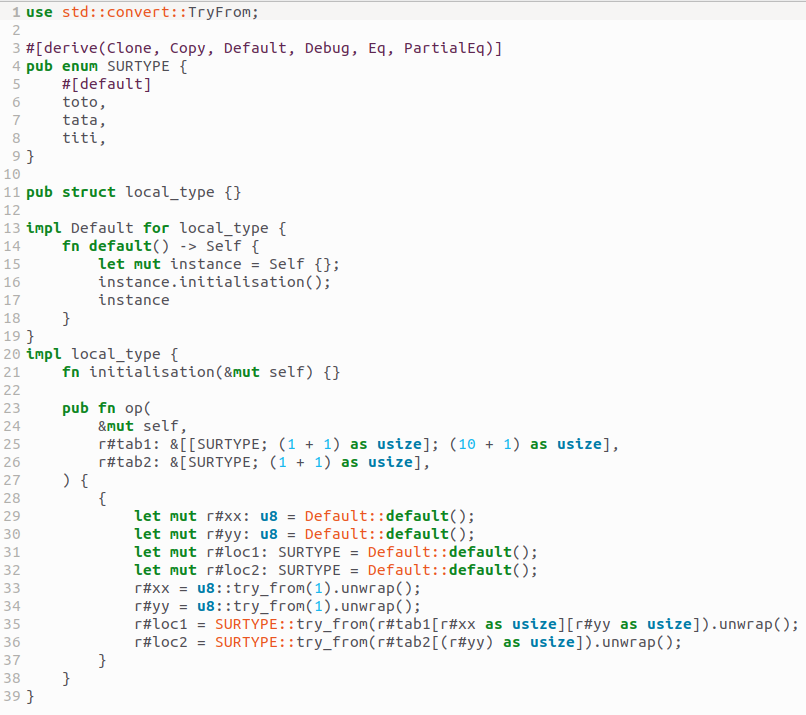 1 use std::convert::TryFrom;
2
3 #[derive(Clone, Copy, Default, Debug, Eq, PartialEq)]
4 pub enum SURTYPE {
5     #[default]
6     toto,
7     tata,
8     titi,
9 }
10
11 pub struct local_type {}
12
13 impl Default for local_type {
14     fn default() -> Self {
15         let mut instance = Self {};
16         instance.initialisation();
17         instance
18     }
19 }
20 impl local_type {
21     fn initialisation(&mut self) {}
22
23     pub fn op(
24         &mut self,
25         r#tab1: &[[SURTYPE; (1 + 1) as usize]; (10 + 1) as usize],
26         r#tab2: &[SURTYPE; (1 + 1) as usize],
27     ) {
28         {
29             let mut r#xx: u8 = Default::default();
30             let mut r#yy: u8 = Default::default();
31             let mut r#loc1: SURTYPE = Default::default();
32             let mut r#loc2: SURTYPE = Default::default();
33             r#xx = u8::try_from(1).unwrap();
34             r#yy = u8::try_from(1).unwrap();
35             r#loc1 = SURTYPE::try_from(r#tab1[r#xx as usize][r#yy as usize]).unwrap();
36             r#loc2 = SURTYPE::try_from(r#tab2[(r#yy) as usize]).unwrap();
37         }
38     }
39 }